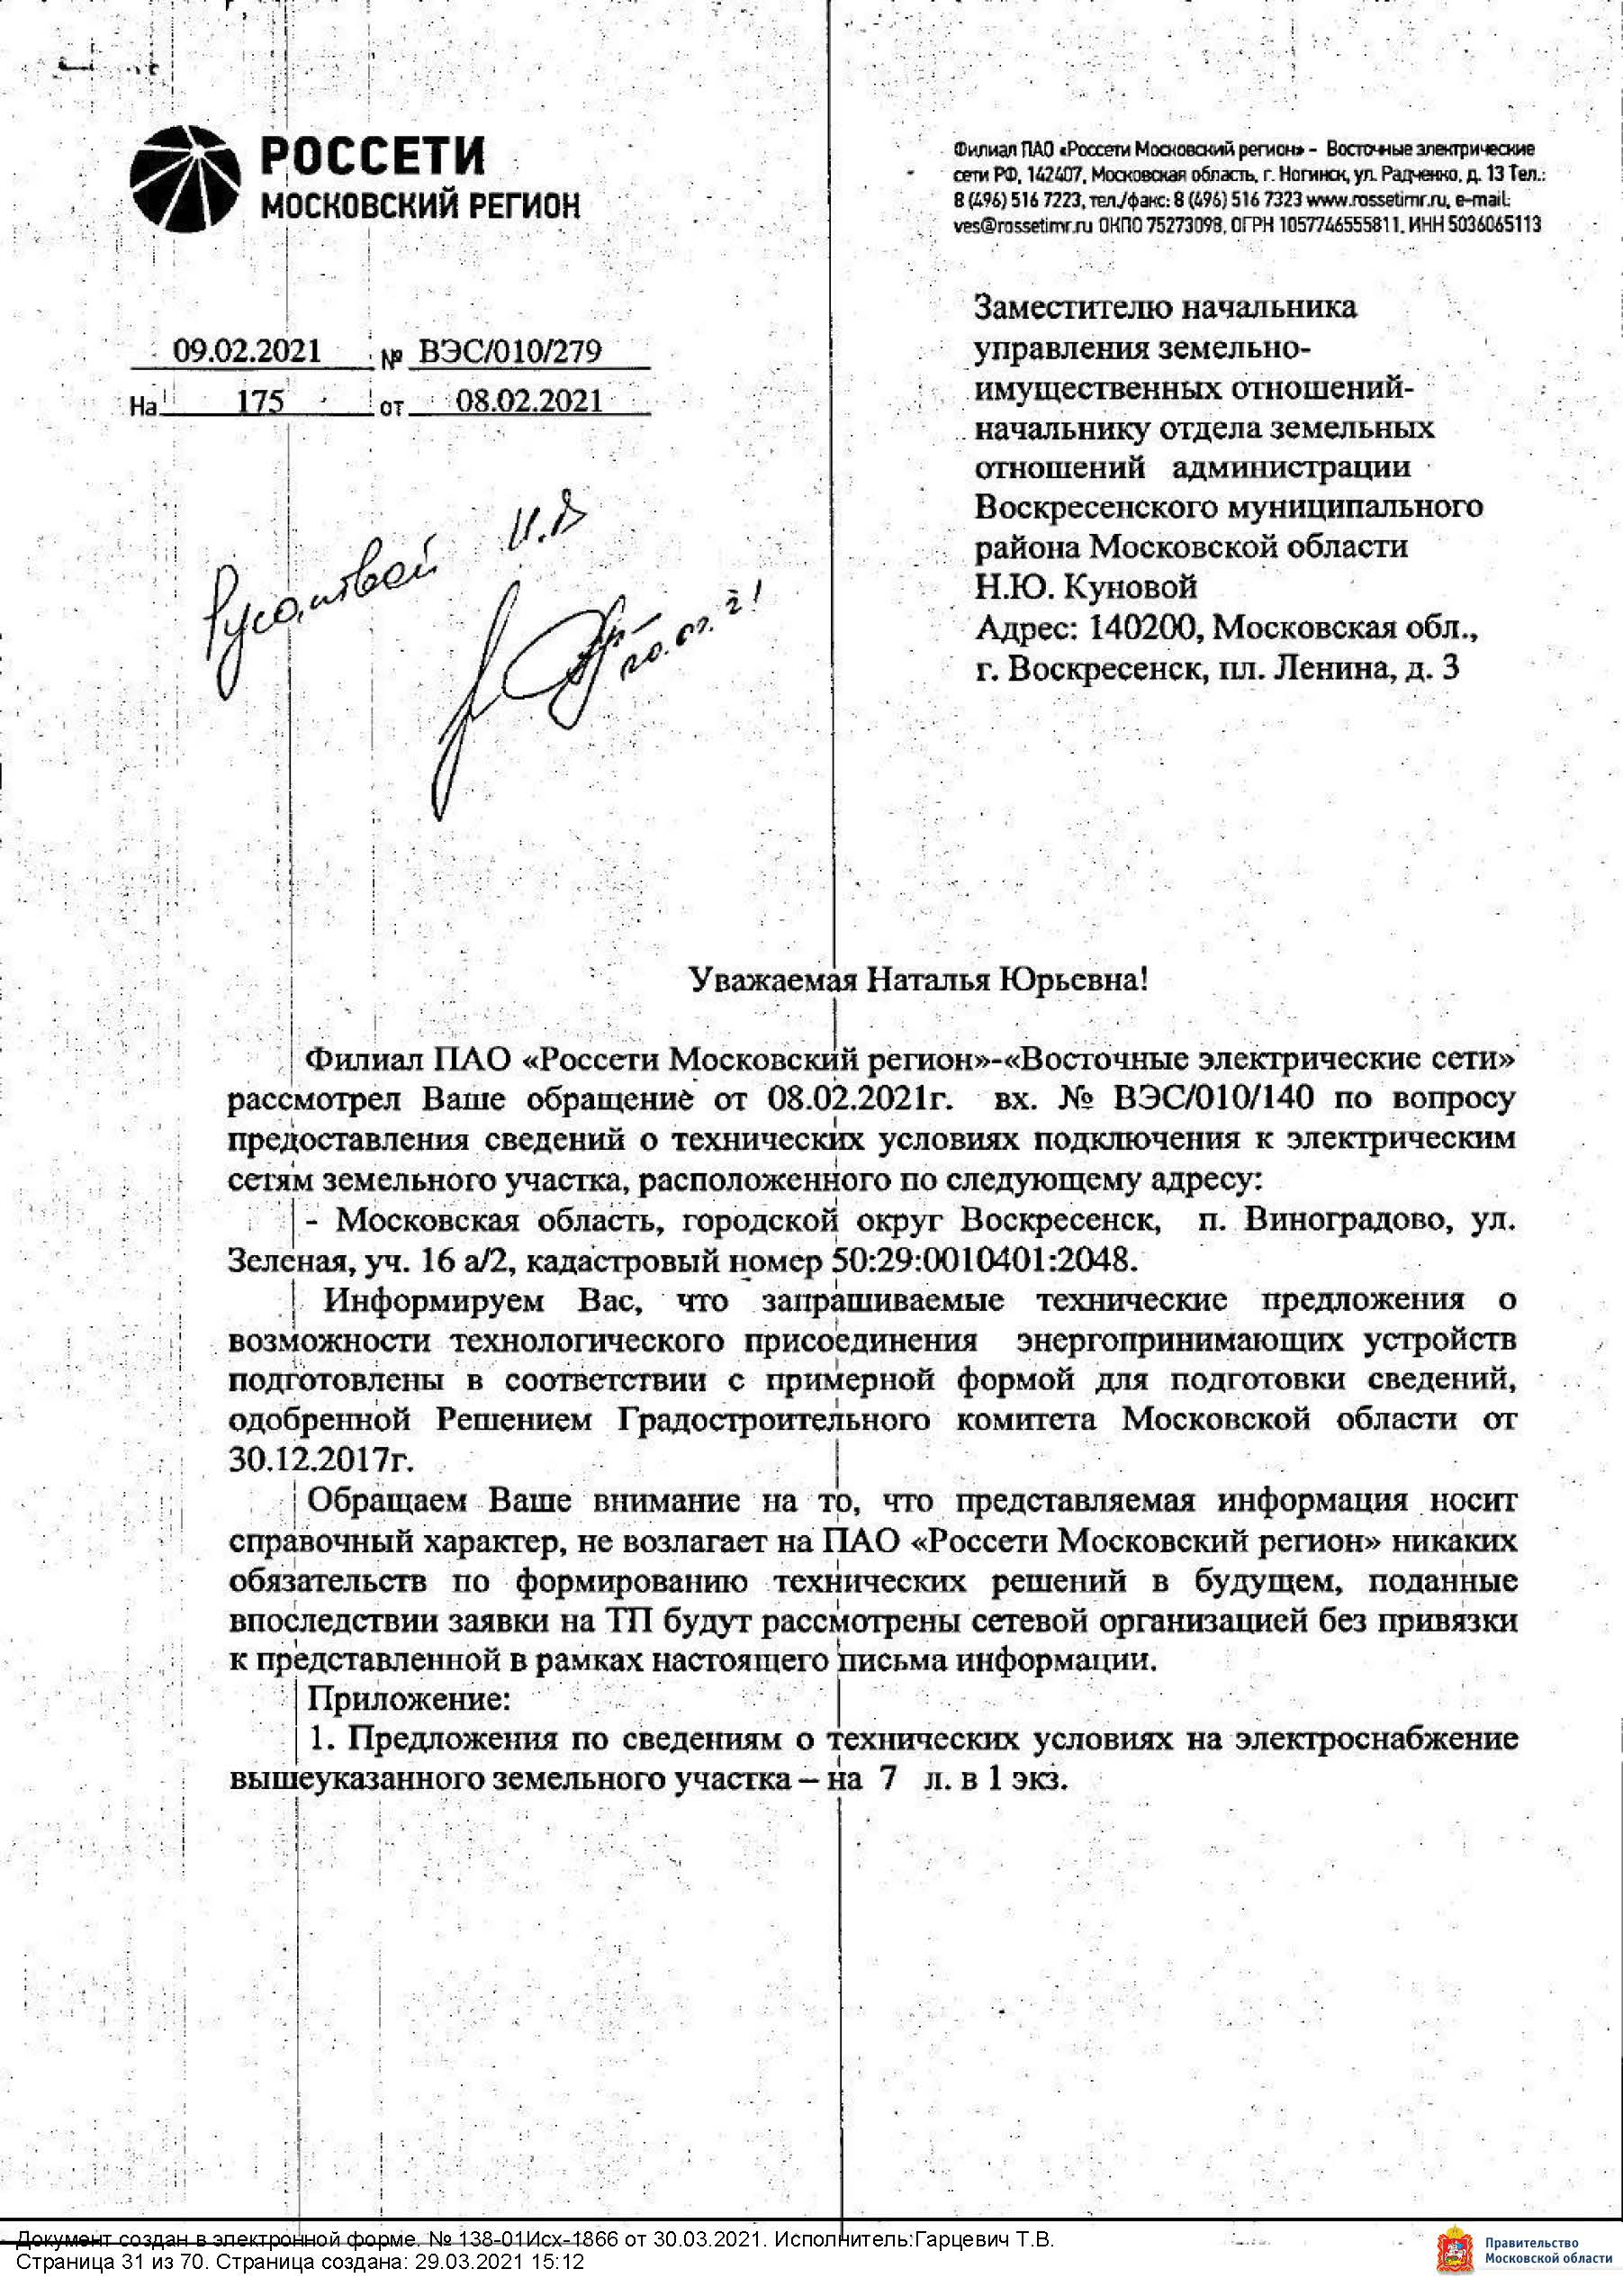 РОССЕТИ
МОСКОВСКИЙ РЕГИОН
Филиал ПАО «Россети Московский регион» - Восточные электрические
сети РФ, 142407, Московская область, г. Ногинск, ул. Радченко, д. 13 Тел.:
8 (496) 516 7223, тел./факс: 8 (496) 516 7323 www.rossetimr.ru, e-mail:
ves@rossetimr.ru ОКПО 75273098, ОГРН 1057746555811, ИНН 5036065113
09.02.2021 № ВЭС/010/279
На 175 от 08.02.2021
Заместителю начальника
управления земельно-
имущественных отношений-
начальнику отдела земельных
отношений администрации
Воскресенского муниципального
района Московской области
Н.Ю. Куновой
Адрес: 140200, Московская обл.,
г. Воскресенск, пл. Ленина, д. 3
Уважаемая Наталья Юрьевна!
Филиал ПАО «Россети Московский регион»-«Восточные электрические сети»
рассмотрел Ваше обращение от 08.02.2021г. вх. № ВЭС/010/140 по вопросу
предоставления сведений о технических условиях подключения к электрическим
сетям земельного участка, расположенного по следующему адресу:
- Московская область, городской округ Воскресенск, п. Виноградово, ул.
Зеленая, уч. 16 а/2, кадастровый номер 50:29:0010401:2048.
Информируем Вас, что запрашиваемые технические предложения о
возможности технологического присоединения энергопринимающих устройств
подготовлены в соответствии с примерной формой для подготовки сведений,
одобренной Решением Градостроительного комитета Московской области от
30.12.2017г.
Обращаем Ваше внимание на то, что представляемая информация носит
справочный характер, не возлагает на ПАО «Россети Московский регион» никаких
обязательств по формированию технических решений в будущем, поданные
впоследствии заявки на ТП будут рассмотрены сетевой организацией без привязки
к представленной в рамках настоящего письма информации.
Приложение:
1. Предложения по сведениям о технических условиях на электроснабжение
вышеуказанного земельного участка – на 7 л. в 1 экз.
Документ создан в электронной форме. № 138-01Исх-1866 от 30.03.2021. Исполнитель:Гарцевич Т.В.
Страница 31 из 70. Страница создана: 29.03.2021 15:12
Правительство
Московской области